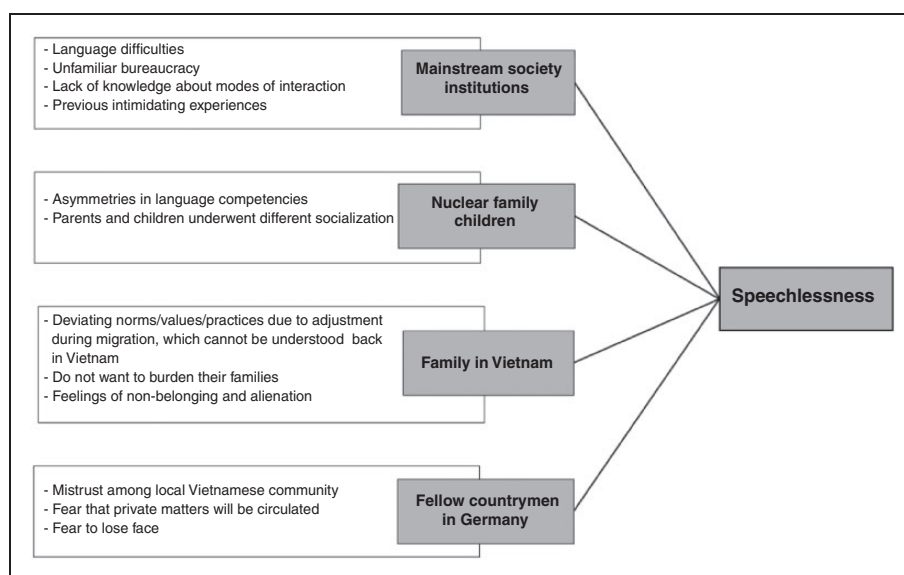 - Language difficulties
- Unfamiliar bureaucracy
- Lack of knowledge about modes of interaction
- Previous intimidating experiences
Mainstream society
institutions
- Asymmetries in language competencies
- Parents and children underwent different socialization
Nuclear family
children
- Deviating norms/values/practices due to adjustment
during migration, which cannot be understood back
in Vietnam
- Do not want to burden their families
- Feelings of non-belonging and alienation
Family in Vietnam
- Mistrust among local Vietnamese community
- Fear that private matters will be circulated
- Fear to lose face
Fellow countrymen
in Germany
Speechlessness